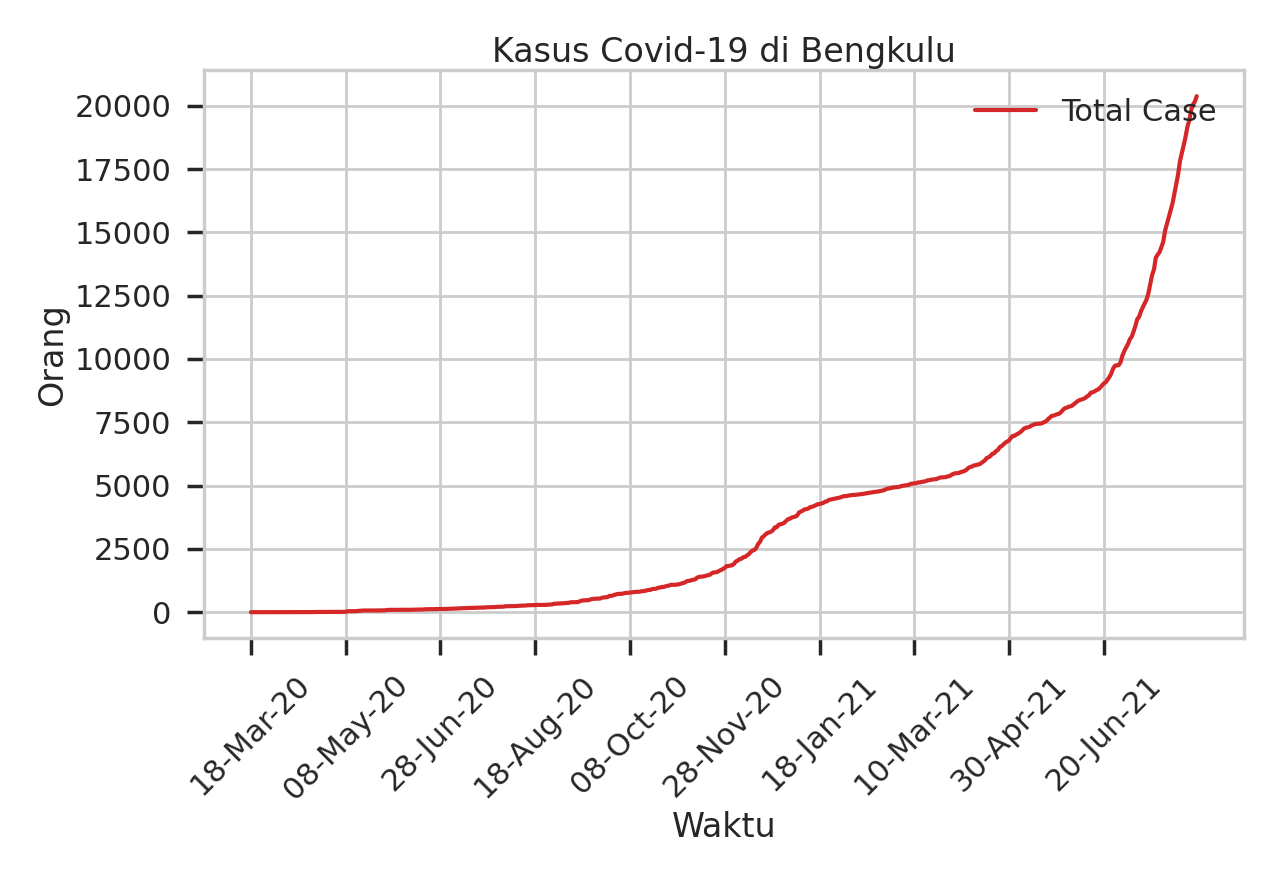 Kasus Covid-19 di Bengkulu
Total Case
20000
17500
15000
12500
10000
7500
5000
2500
0
Orang
18-Mar-20
08-May-20
28-Jun-20
18-Aug-20
08-Oct-20
28-Nov-20
18-Jan-21
10-Mar-21
30-Apr-21
20-Jun-21
Waktu